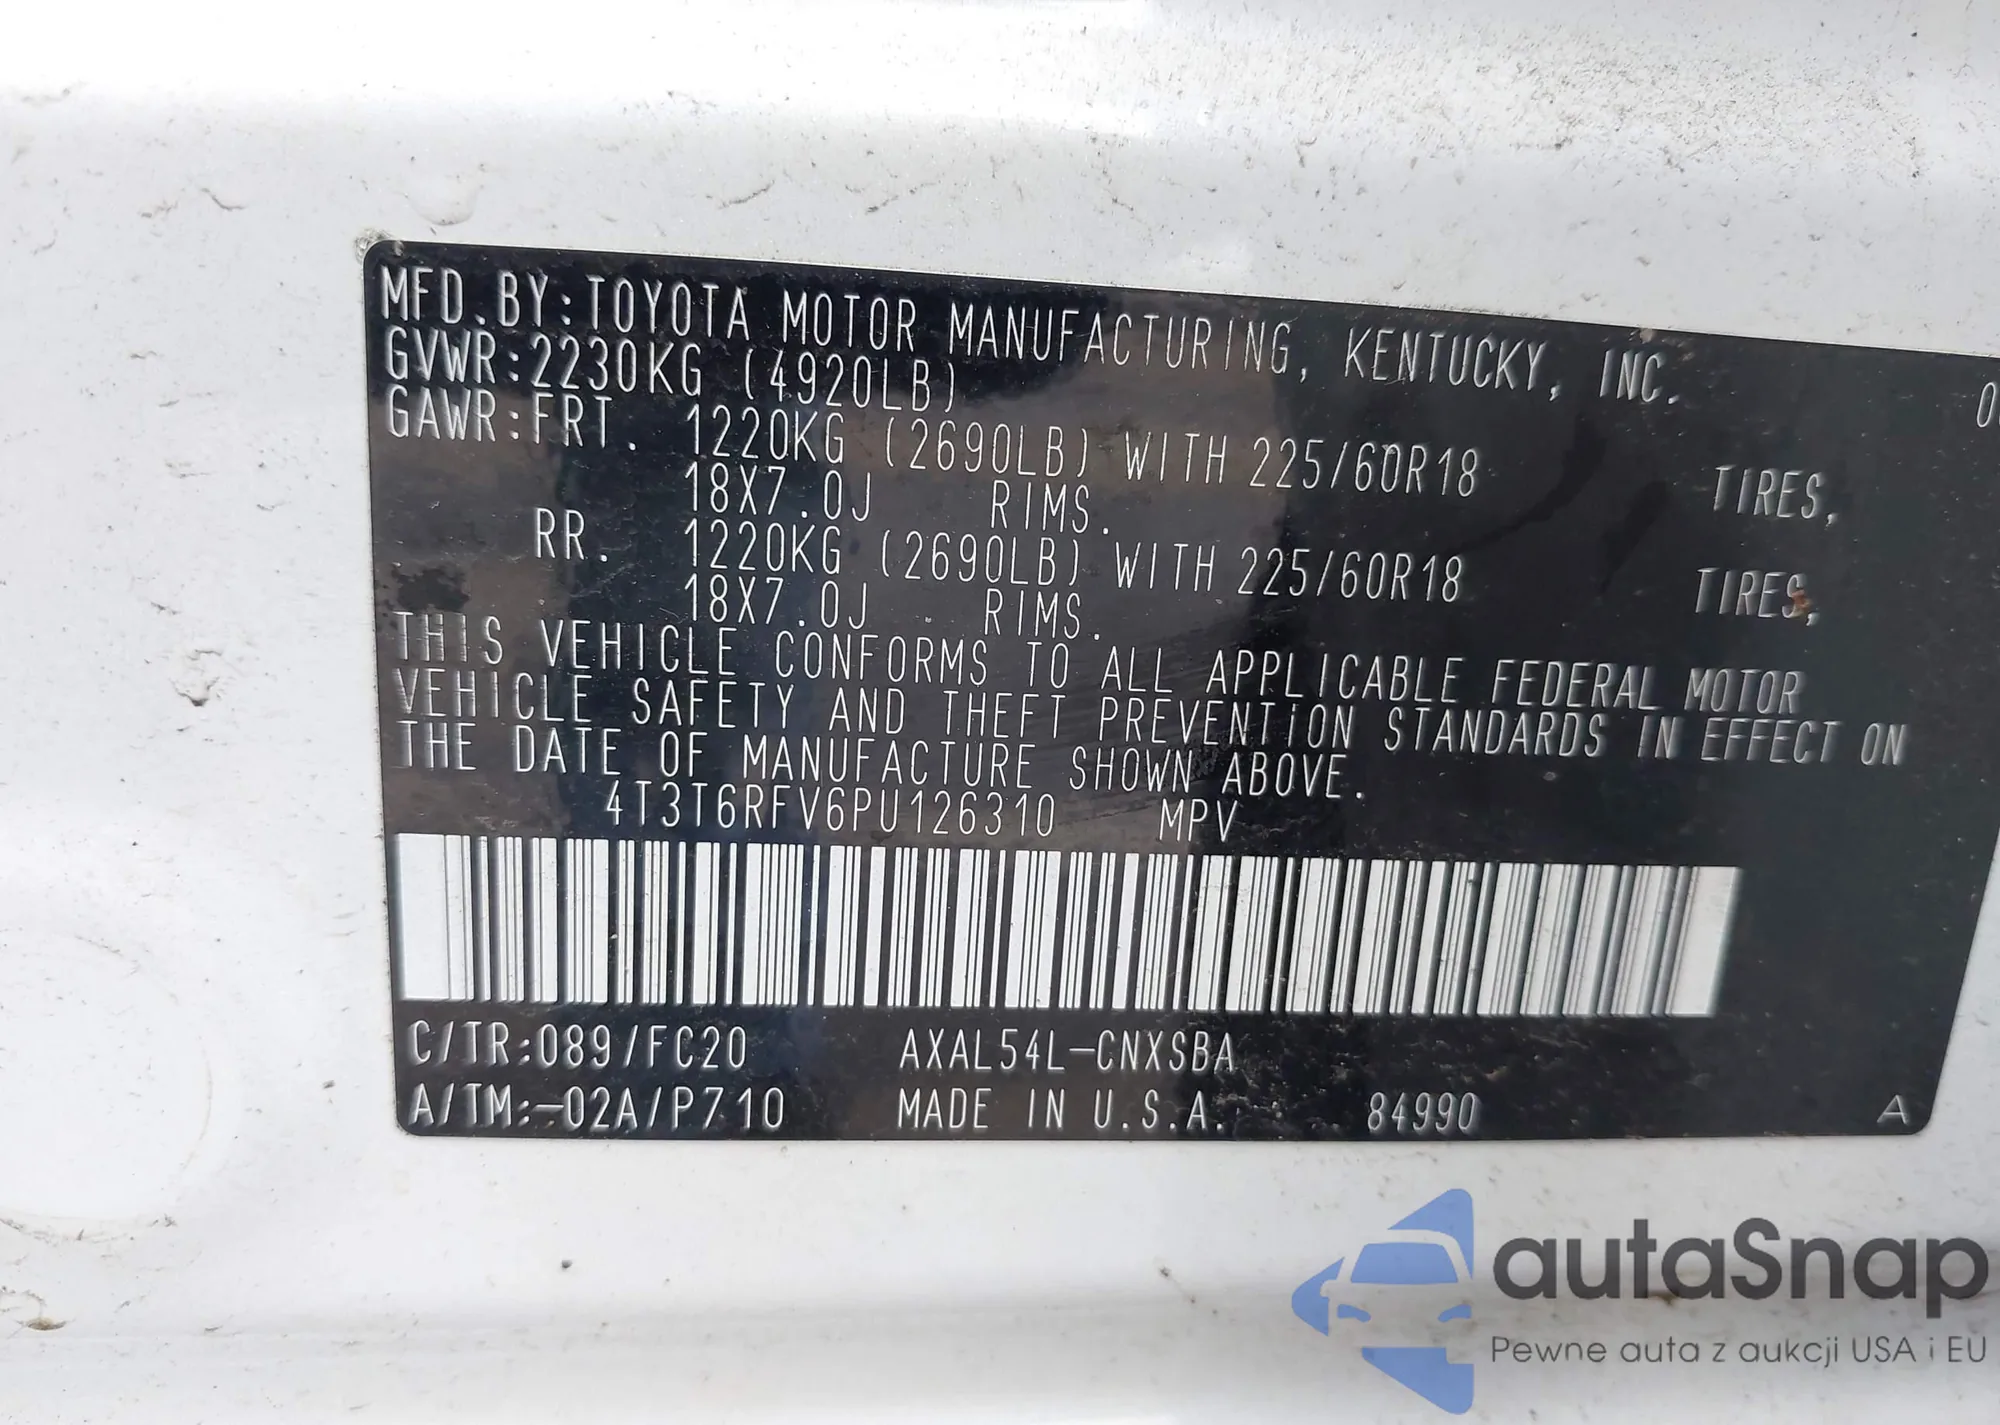 MFD.BY:TOYOTA MOTOR MANUFACTURING, KENTUCKY, INC.
GVWR:2230KG (4920LB)
GAWR:FRT. 1220KG (2690LB) WITH 225/60R18 TIRES,
18X7.0J RIMS.
RR. 1220KG (2690LB) WITH 225/60R18 TIRES,
18X7.0J RIMS.
THIS VEHICLE CONFORMS TO ALL APPLICABLE FEDERAL MOTOR
VEHICLE SAFETY AND THEFT PREVENTION STANDARDS IN EFFECT ON
THE DATE OF MANUFACTURE SHOWN ABOVE.
4T3T6RFV6PU126310 MPV
C/TR:089/FC20 AXAL54L-CNXSBA
A/TM:-02A/P710 MADE IN U.S.A. 84990 A
autaSnap
Pewne auta z aukcji USA i EU